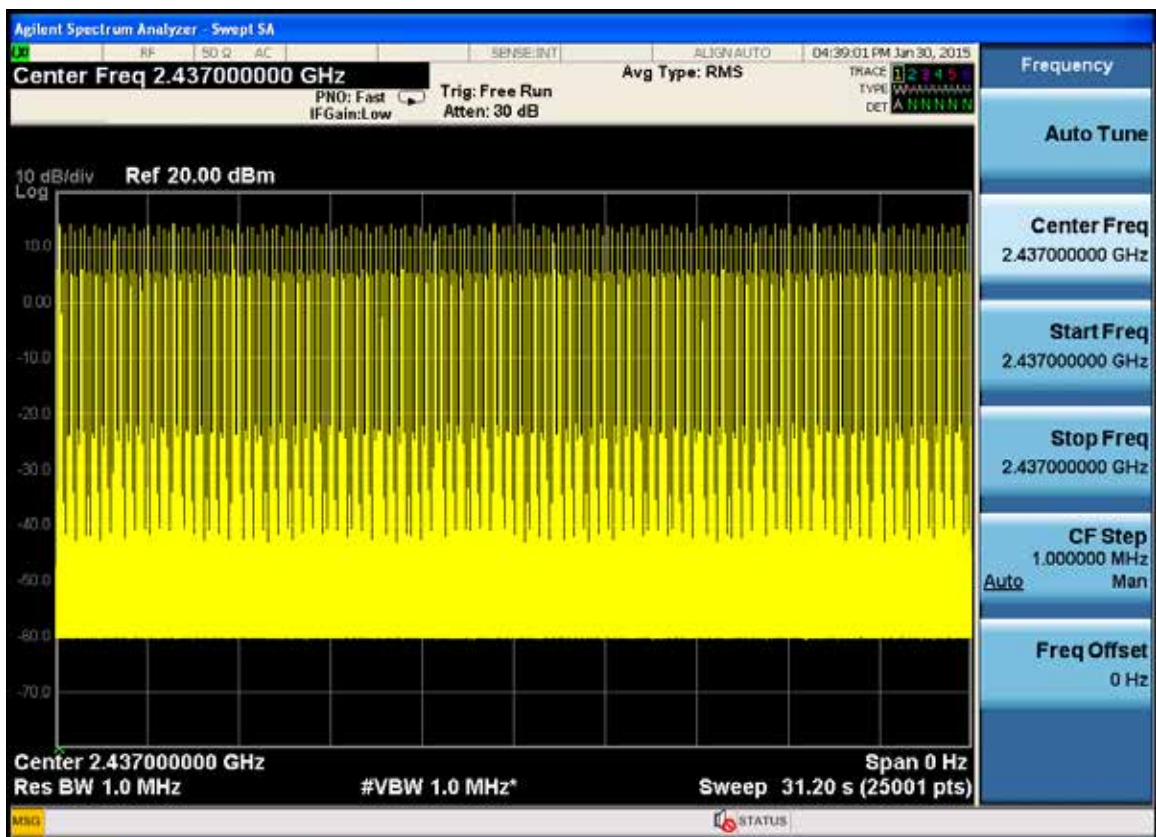 Agilent Spectrum Analyzer - Swept SA
RF 50 Ω AC SENSE:INT ALIGN AUTO 04:39:01 PM Jan 30, 2015
Center Freq 2.437000000 GHz
PNO: Fast
IFGain:Low
Trig: Free Run
Atten: 30 dB
Avg Type: RMS
TRACE 1 2 3 4 5 6
TYPE
DET A N N N N N
10 dB/div
Log
Ref 20.00 dBm
10.0
0.00
-10.0
-20.0
-30.0
-40.0
-50.0
-60.0
-70.0
Center 2.437000000 GHz
Span 0 Hz
Res BW 1.0 MHz
#VBW 1.0 MHz*
Sweep 31.20 s (25001 pts)
MSG
STATUS
Frequency
Auto Tune
Center Freq
2.437000000 GHz
Start Freq
2.437000000 GHz
Stop Freq
2.437000000 GHz
CF Step
1.000000 MHz
Auto Man
Freq Offset
0 Hz